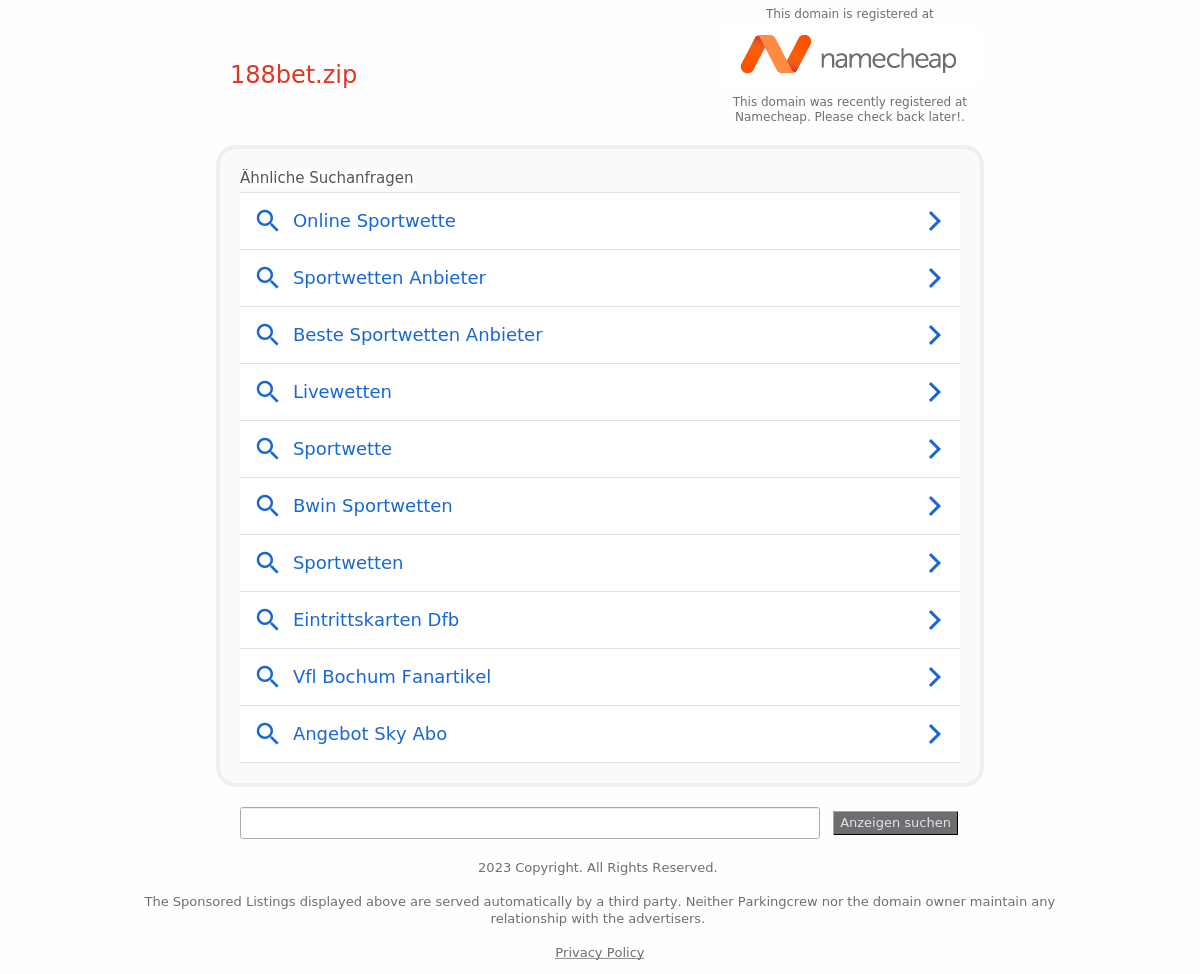 This domain is registered at
namecheap
188bet.zip
This domain was recently registered at
Namecheap. Please check back later!.
Ähnliche Suchanfragen
Online Sportwette
Sportwetten Anbieter
Beste Sportwetten Anbieter
Livewetten
Sportwette
Bwin Sportwetten
Sportwetten
Eintrittskarten Dfb
Vfl Bochum Fanartikel
Angebot Sky Abo
Anzeigen suchen
2023 Copyright. All Rights Reserved.
The Sponsored Listings displayed above are served automatically by a third party. Neither Parkingcrew nor the domain owner maintain any
relationship with the advertisers.
Privacy Policy